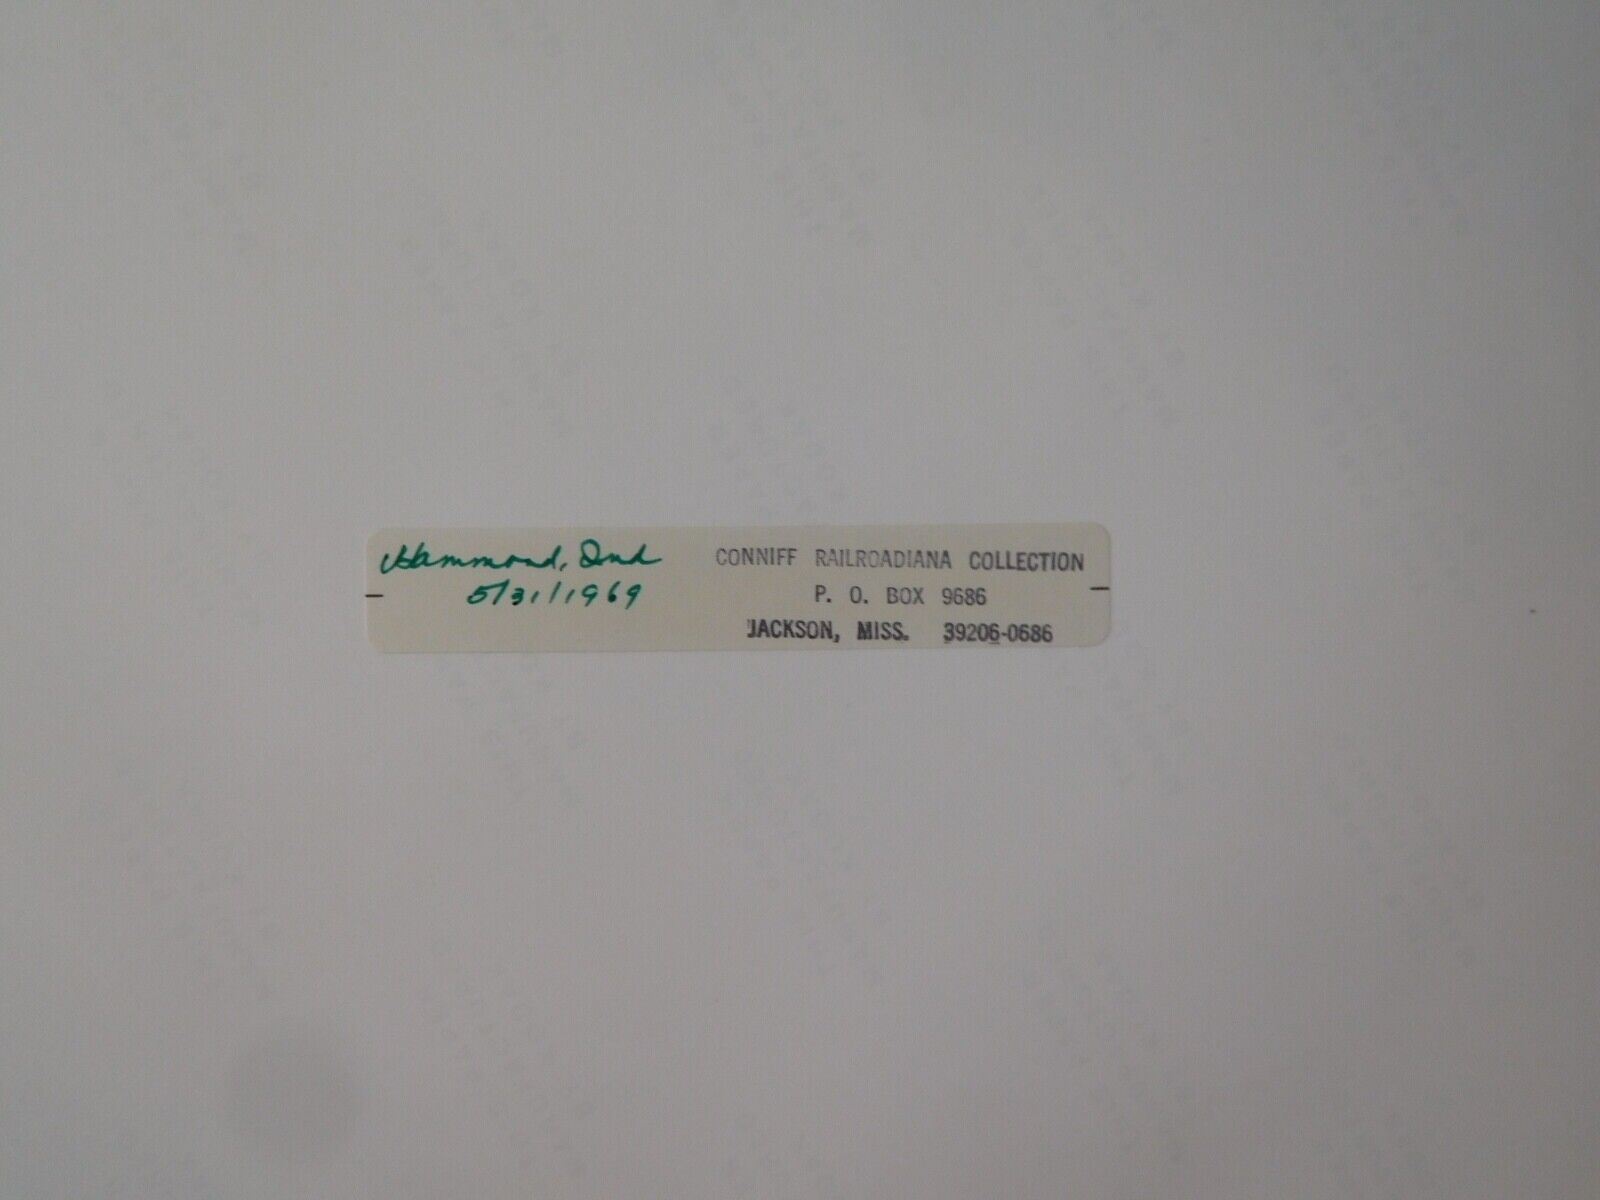 Hammond, Ind
5/31/1969
CONNIFF RAILROADIANA COLLECTION
P. O. BOX 9686
JACKSON, MISS. 39206-0686